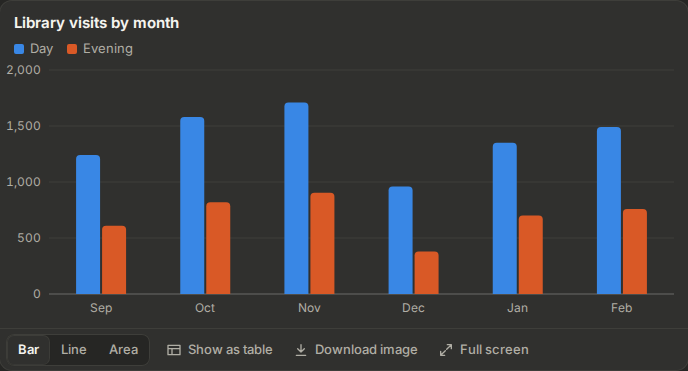 Library visits by month
Day Evening
2,000
1,500
1,000
500
0
Sep Oct Nov Dec Jan Feb
Bar Line Area Show as table Download image Full screen